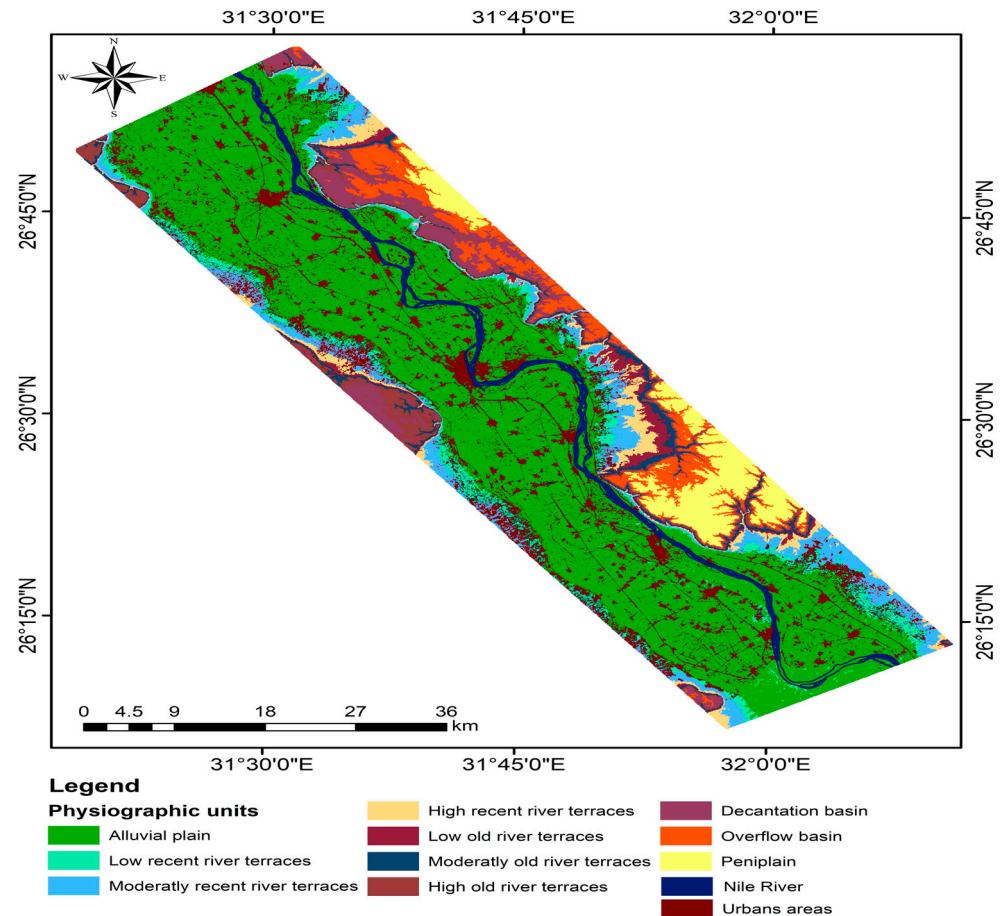 31°30'0"E 31°45'0"E 32°0'0"E
N
W E
S
26°45'0"N 26°45'0"N
26°30'0"N 26°30'0"N
26°15'0"N 26°15'0"N
0 4.5 9 18 27 36
km
31°30'0"E 31°45'0"E 32°0'0"E
Legend
Physiographic units
Alluvial plain
Low recent river terraces
Moderatly recent river terraces
High recent river terraces
Low old river terraces
Moderatly old river terraces
High old river terraces
Decantation basin
Overflow basin
Peniplain
Nile River
Urbans areas